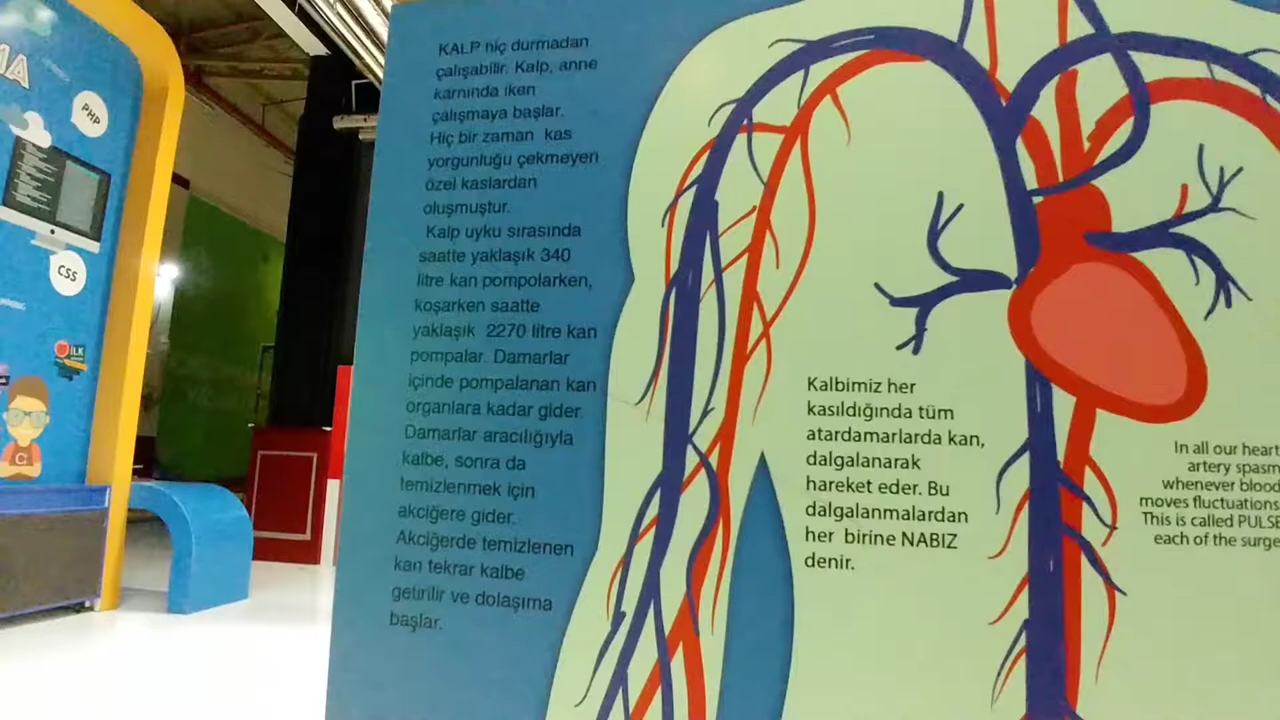 MA
PHP
CSS
İLK
C
KALP hiç durmadan
çalışabilir. Kalp, anne
karnında iken
çalışmaya başlar.
Hiç bir zaman kas
yorgunluğu çekmeyen
özel kaslardan
oluşmuştur.
Kalp uyku sırasında
saatte yaklaşık 340
litre kan pompolarken,
koşarken saatte
yaklaşık 2270 litre kan
pompalar. Damarlar
içinde pompalanan kan
organlara kadar gider.
Damarlar aracılığıyla
kalbe, sonra da
temizlenmek için
akciğere gider.
Akciğerde temizlenen
kan tekrar kalbe
getirilir ve dolaşıma
başlar.
Kalbimiz her
kasıldığında tüm
atardamarlarda kan,
dalgalanarak
hareket eder. Bu
dalgalanmalardan
her birine NABIZ
denir.
In all our heart
artery spasm
whenever blood
moves fluctuations.
This is called PULSE
each of the surge